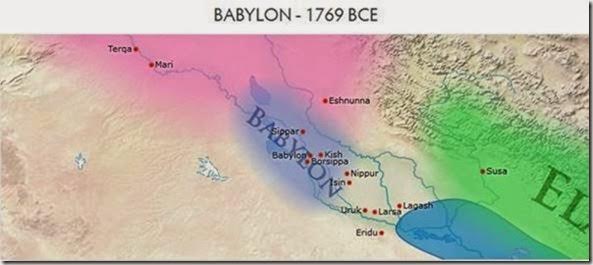 BABYLON - 1769 BCE
Terqa
Mari
Eshnunna
Sippar
BABYLON
Babylon
Kish
Borsippa
Nippur
Isin
Susa
Uruk
Larsa
Lagash
Eridu
EL